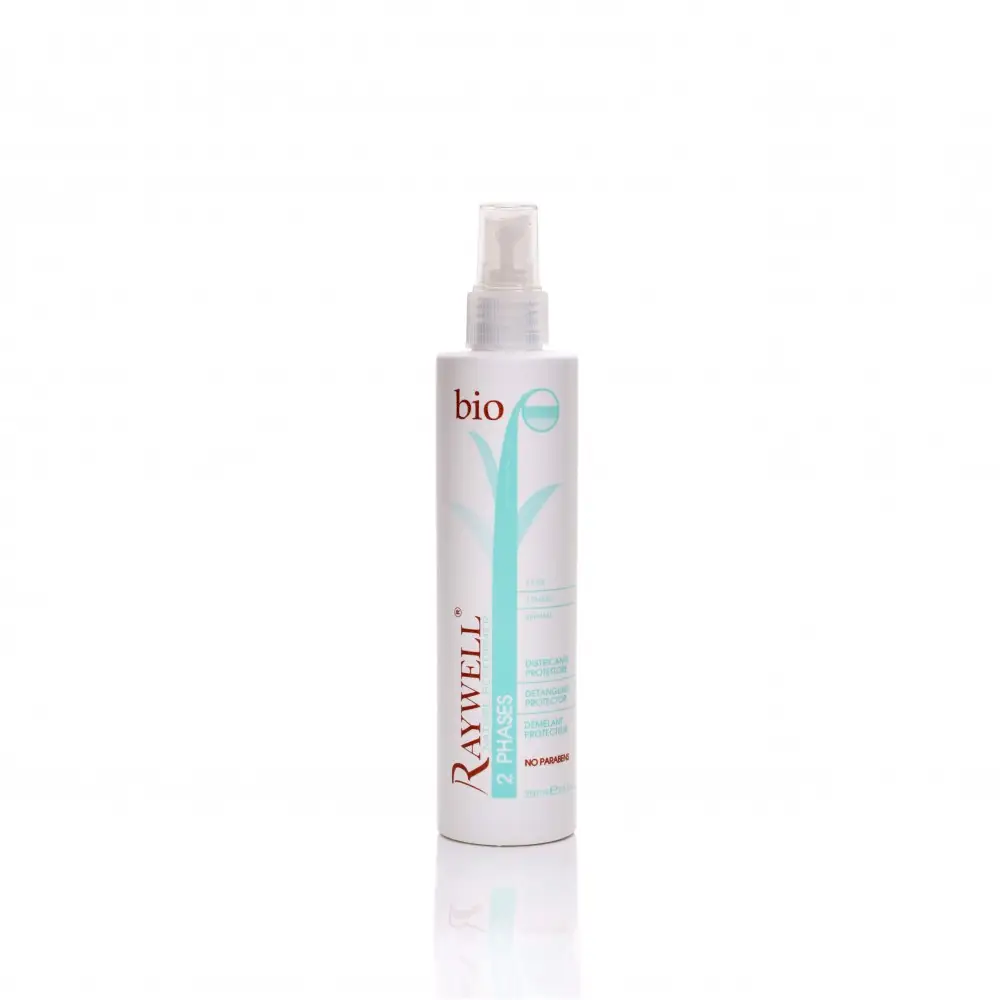 bio
RAYWELL®
2 PHASES
DISTRICANTE
PROTETTORE
DETANGLING
PROTECTOR
DÉMÊLANT
PROTECTEUR
NO PARABENS